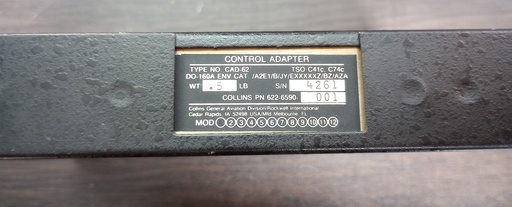 CONTROL ADAPTER
TYPE NO CAD-62 TSO C41c, C74c
DO-160A ENV CAT. /A2E1/B/JY/EXXXXXZ/BZ/AZA
WT .5 LB S/N 4261
COLLINS PN 622-6590- 001
Collins General Aviation Division/Rockwell International
Cedar Rapids, IA 52498 USA/Mfd Melbourne, FL
MOD 2 3 4 5 6 7 8 9 10 11 12